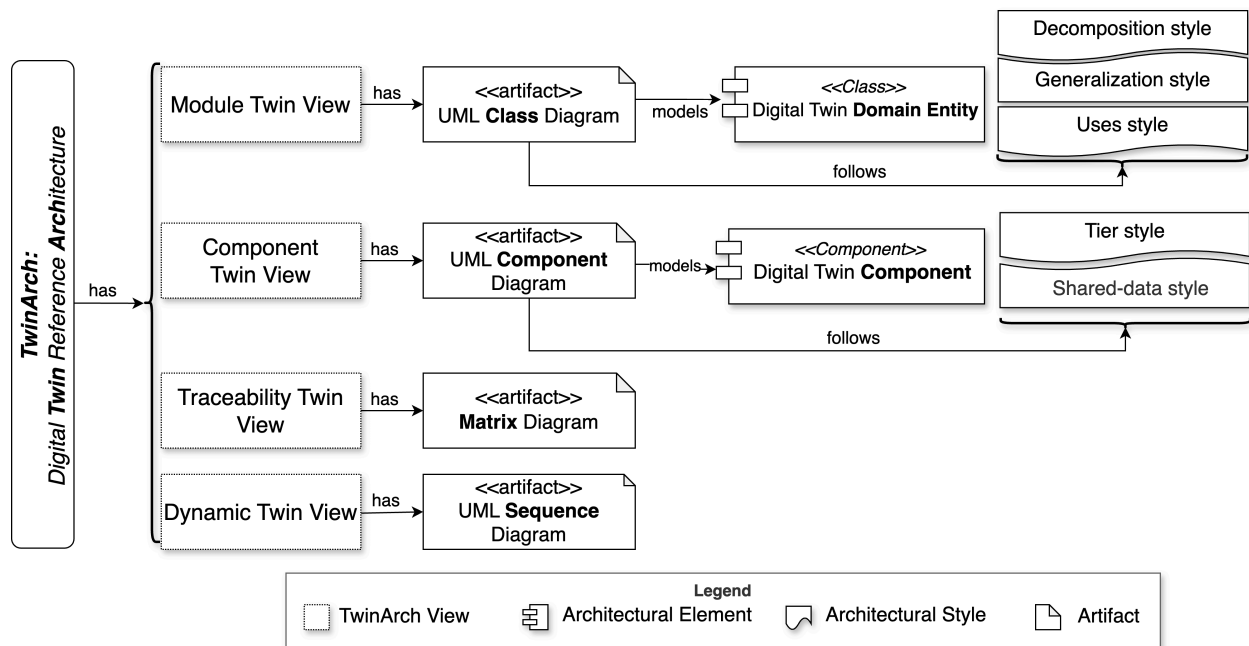 TwinArch:
Digital Twin Reference Architecture
has
Module Twin View
has
<<artifact>>
UML Class Diagram
models
<<Class>>
Digital Twin Domain Entity
Decomposition style
Generalization style
Uses style
follows
Component
Twin View
has
<<artifact>>
UML Component
Diagram
models
<<Component>>
Digital Twin Component
Tier style
Shared-data style
follows
Traceability Twin
View
has
<<artifact>>
Matrix Diagram
Dynamic Twin View
has
<<artifact>>
UML Sequence
Diagram
Legend
TwinArch View
Architectural Element
Architectural Style
Artifact